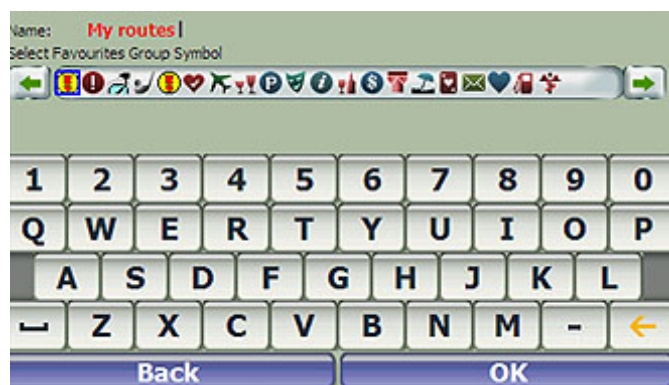 Name: My routes
Select Favourites Group Symbol
1 2 3 4 5 6 7 8 9 0
Q W E R T Y U I O P
A S D F G H J K L
Z X C V B N M -
Back OK